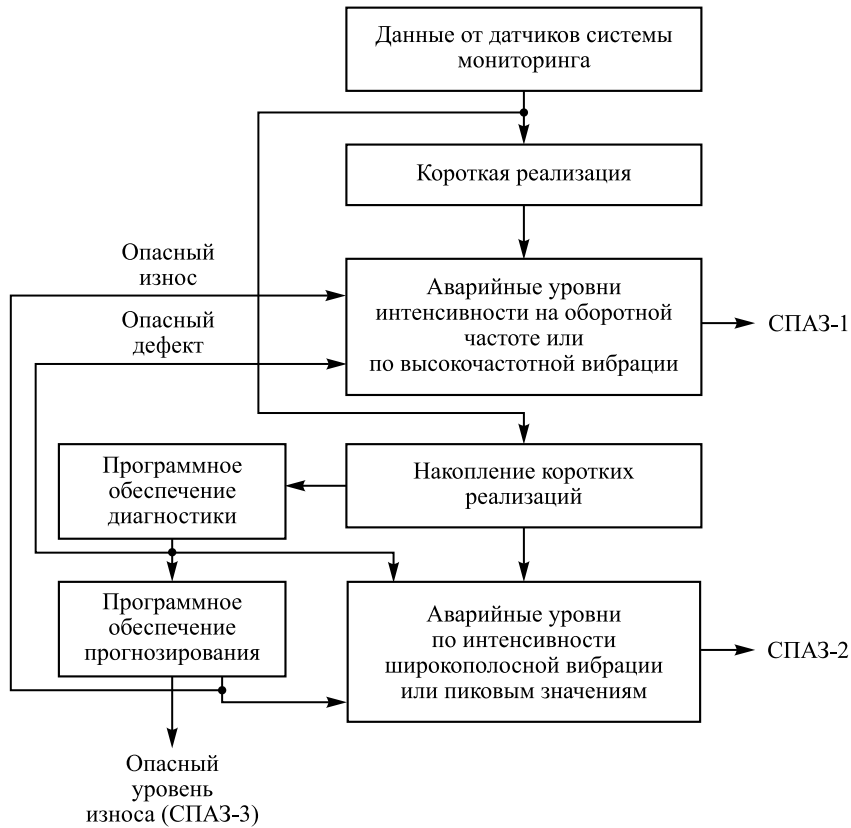 Данные от датчиков системы
мониторинга
Короткая реализация
Опасный
износ
Аварийные уровни
интенсивности на оборотной
частоте или
по высокочастотной вибрации
СПАЗ-1
Опасный
дефект
Программное
обеспечение
диагностики
Накопление коротких
реализаций
Программное
обеспечение
прогнозирования
Аварийные уровни
по интенсивности
широкополосной вибрации
или пиковым значениям
СПАЗ-2
Опасный
уровень
износа (СПАЗ-3)